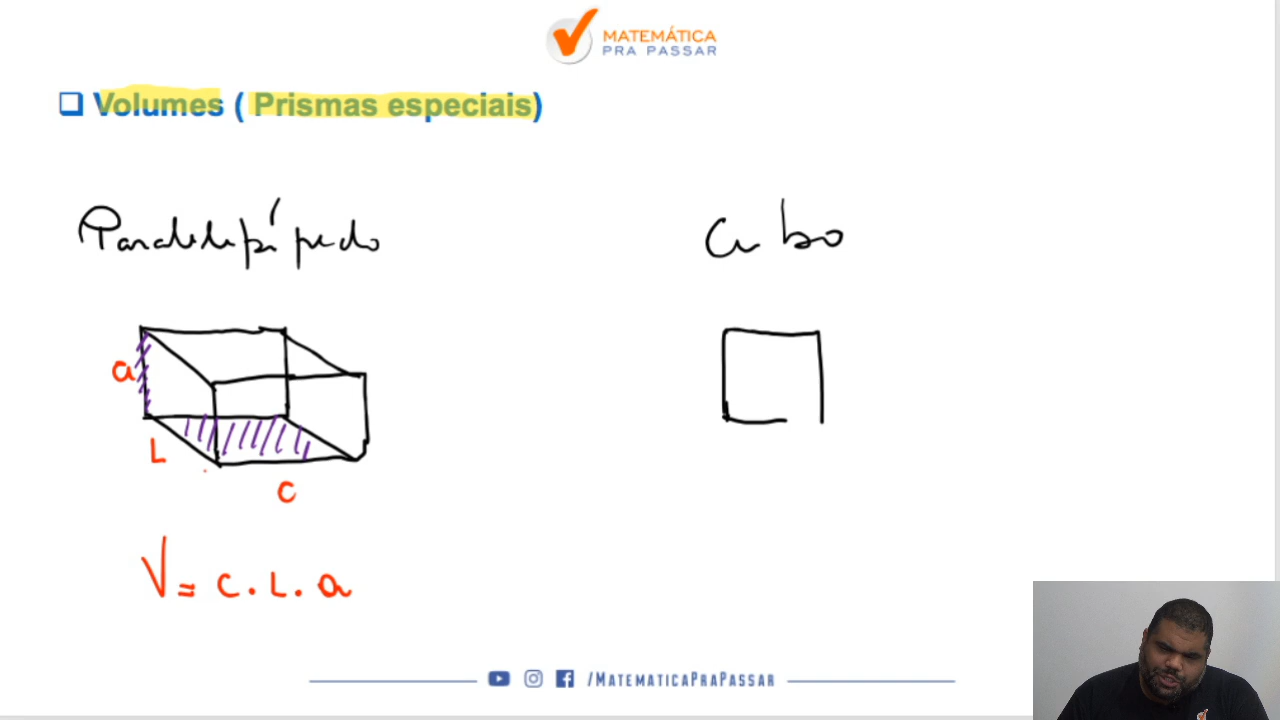 MATEMÁTICA
PRA PASSAR
Volumes ( Prismas especiais)
Paralelepípedo
Cubo
a
L
C
V = C . L . a
/MATEMATICAPRAPASSAR